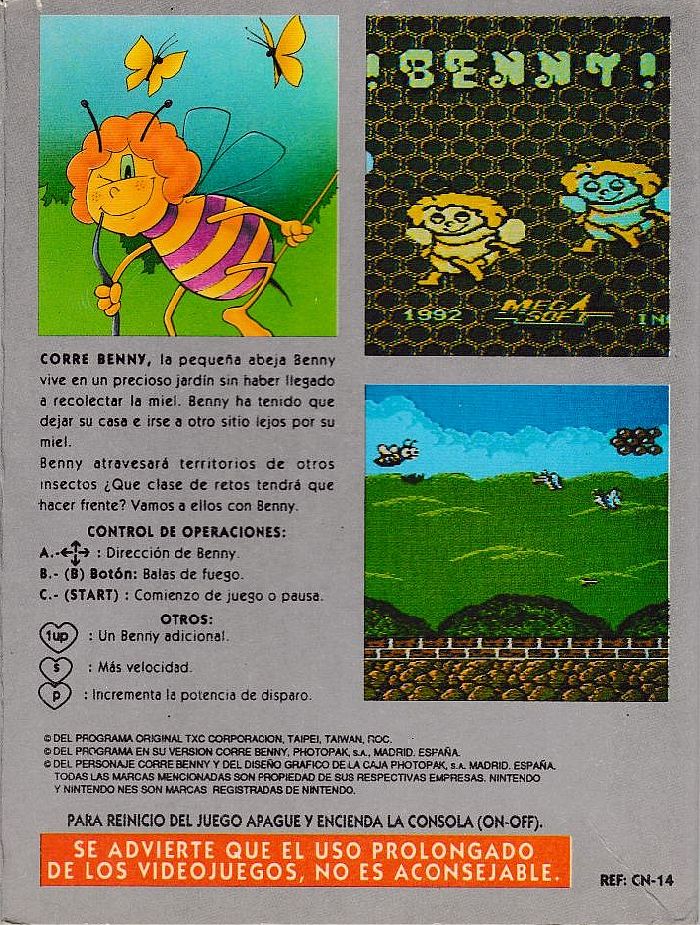 ! BENNY !
1992 MEGA SOFT IN
CORRE BENNY, la pequeña abeja Benny
vive en un precioso jardín sin haber llegado
a recolectar la miel. Benny ha tenido que
dejar su casa e irse a otro sitio lejos por su
miel.
Benny atravesará territorios de otros
insectos ¿Que clase de retos tendrá que
hacer frente? Vamos a ellos con Benny.
CONTROL DE OPERACIONES:
A.- : Dirección de Benny.
B.- (B) Botón: Balas de fuego.
C.- (START) : Comienzo de juego o pausa.
OTROS:
1up : Un Benny adicional.
s : Más velocidad.
p : Incrementa la potencia de disparo.
© DEL PROGRAMA ORIGINAL TXC CORPORACION, TAIPEI, TAIWAN, ROC.
© DEL PROGRAMA EN SU VERSION CORRE BENNY, PHOTOPAK, S.A., MADRID. ESPAÑA.
© DEL PERSONAJE CORRE BENNY Y DEL DISEÑO GRAFICO DE LA CAJA PHOTOPAK, S.A. MADRID. ESPAÑA.
TODAS LAS MARCAS MENCIONADAS SON PROPIEDAD DE SUS RESPECTIVAS EMPRESAS. NINTENDO
Y NINTENDO NES SON MARCAS REGISTRADAS DE NINTENDO.
PARA REINICIO DEL JUEGO APAGUE Y ENCIENDA LA CONSOLA (ON-OFF).
SE ADVIERTE QUE EL USO PROLONGADO
DE LOS VIDEOJUEGOS, NO ES ACONSEJABLE.
REF: CN-14